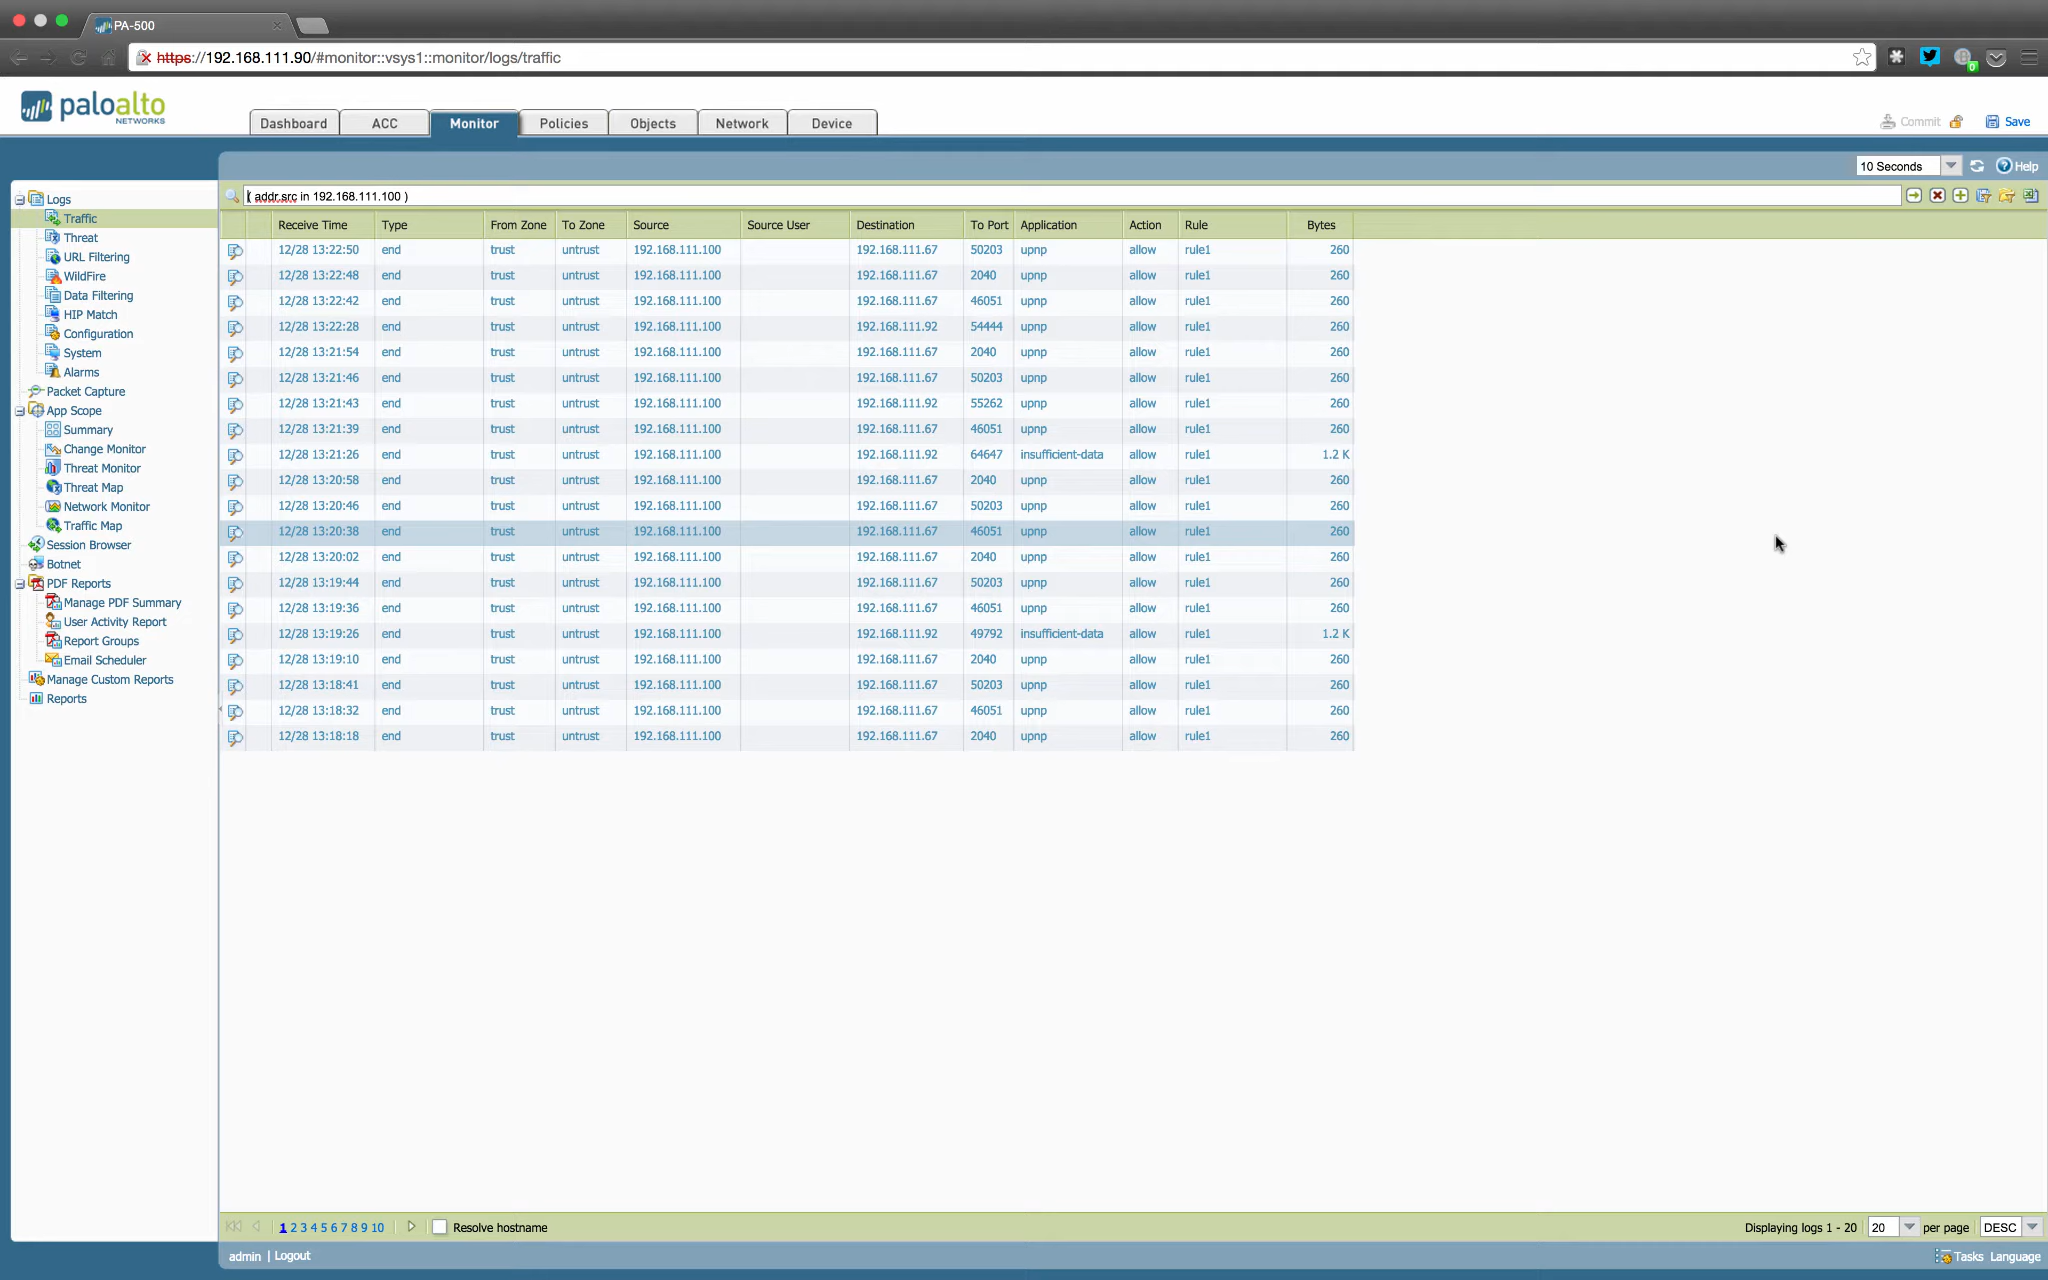 PA-500
https://192.168.111.90/#monitor::vsys1::monitor/logs/traffic
0
paloalto
NETWORKS
Dashboard ACC Monitor Policies Objects Network Device
Commit Save
10 Seconds Help
( addr.src in 192.168.111.100 )
Logs
Traffic
Threat
URL Filtering
WildFire
Data Filtering
HIP Match
Configuration
System
Alarms
Packet Capture
App Scope
Summary
Change Monitor
Threat Monitor
Threat Map
Network Monitor
Traffic Map
Session Browser
Botnet
PDF Reports
Manage PDF Summary
User Activity Report
Report Groups
Email Scheduler
Manage Custom Reports
Reports
Receive Time Type From Zone To Zone Source Source User Destination To Port Application Action Rule Bytes
12/28 13:22:50 end trust untrust 192.168.111.100 192.168.111.67 50203 upnp allow rule1 260
12/28 13:22:48 end trust untrust 192.168.111.100 192.168.111.67 2040 upnp allow rule1 260
12/28 13:22:42 end trust untrust 192.168.111.100 192.168.111.67 46051 upnp allow rule1 260
12/28 13:22:28 end trust untrust 192.168.111.100 192.168.111.92 54444 upnp allow rule1 260
12/28 13:21:54 end trust untrust 192.168.111.100 192.168.111.67 2040 upnp allow rule1 260
12/28 13:21:46 end trust untrust 192.168.111.100 192.168.111.67 50203 upnp allow rule1 260
12/28 13:21:43 end trust untrust 192.168.111.100 192.168.111.92 55262 upnp allow rule1 260
12/28 13:21:39 end trust untrust 192.168.111.100 192.168.111.67 46051 upnp allow rule1 260
12/28 13:21:26 end trust untrust 192.168.111.100 192.168.111.92 64647 insufficient-data allow rule1 1.2 K
12/28 13:20:58 end trust untrust 192.168.111.100 192.168.111.67 2040 upnp allow rule1 260
12/28 13:20:46 end trust untrust 192.168.111.100 192.168.111.67 50203 upnp allow rule1 260
12/28 13:20:38 end trust untrust 192.168.111.100 192.168.111.67 46051 upnp allow rule1 260
12/28 13:20:02 end trust untrust 192.168.111.100 192.168.111.67 2040 upnp allow rule1 260
12/28 13:19:44 end trust untrust 192.168.111.100 192.168.111.67 50203 upnp allow rule1 260
12/28 13:19:36 end trust untrust 192.168.111.100 192.168.111.67 46051 upnp allow rule1 260
12/28 13:19:26 end trust untrust 192.168.111.100 192.168.111.92 49792 insufficient-data allow rule1 1.2 K
12/28 13:19:10 end trust untrust 192.168.111.100 192.168.111.67 2040 upnp allow rule1 260
12/28 13:18:41 end trust untrust 192.168.111.100 192.168.111.67 50203 upnp allow rule1 260
12/28 13:18:32 end trust untrust 192.168.111.100 192.168.111.67 46051 upnp allow rule1 260
12/28 13:18:18 end trust untrust 192.168.111.100 192.168.111.67 2040 upnp allow rule1 260
1 2 3 4 5 6 7 8 9 10 Resolve hostname Displaying logs 1 - 20 20 per page DESC
admin | Logout Tasks Language